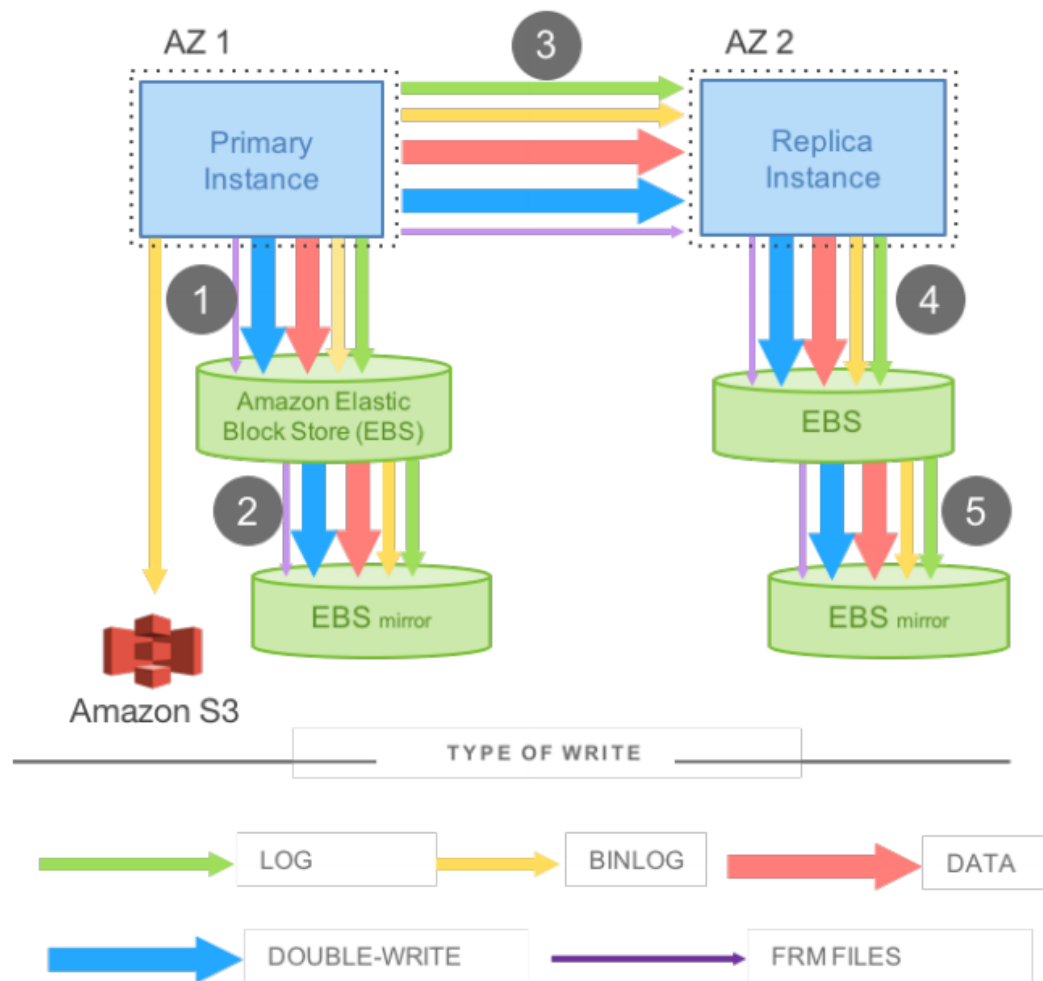 AZ 1
3
AZ 2
Primary
Instance
Replica
Instance
1
4
Amazon Elastic
Block Store (EBS)
EBS
2
5
EBS mirror
EBS mirror
Amazon S3
TYPE OF WRITE
LOG
BINLOG
DATA
DOUBLE-WRITE
FRM FILES